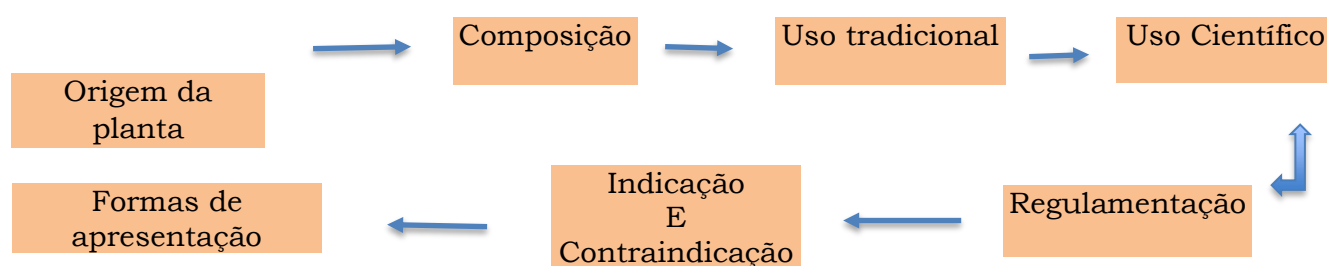 Origem da
planta
Composição
Uso tradicional
Uso Científico
Regulamentação
Indicação
E
Contraindicação
Formas de
apresentação